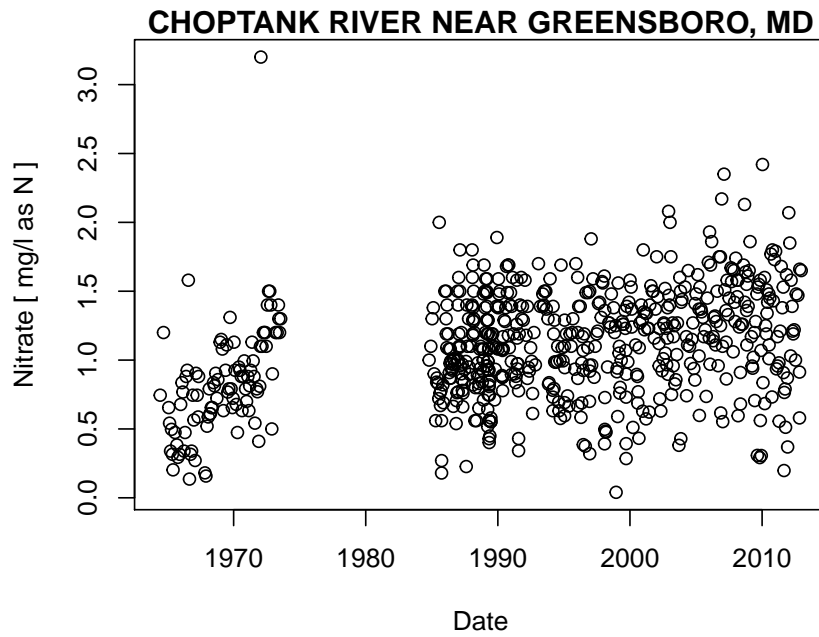 CHOPTANK RIVER NEAR GREENSBORO, MD
Nitrate [ mg/l as N ]
3.0
2.5
2.0
1.5
1.0
0.5
0.0
1970 1980 1990 2000 2010
Date